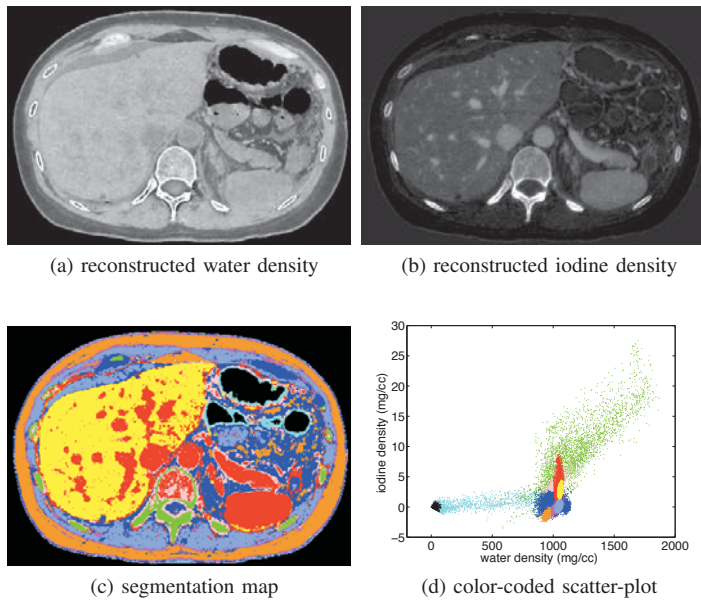 (a) reconstructed water density
(b) reconstructed iodine density
30
25
20
15
10
5
0
−5
iodine density (mg/cc)
0 500 1000 1500 2000
water density (mg/cc)
(c) segmentation map
(d) color-coded scatter-plot